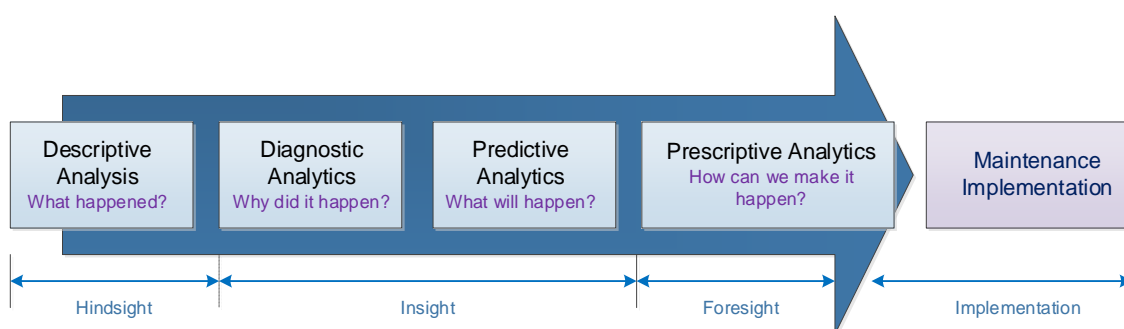 Descriptive
Analysis
What happened?
Diagnostic
Analytics
Why did it happen?
Predictive
Analytics
What will happen?
Prescriptive Analytics
How can we make it
happen?
Maintenance
Implementation
Hindsight
Insight
Foresight
Implementation